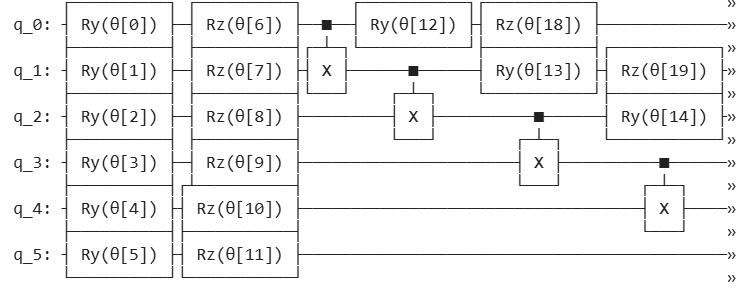 »
q_0: Ry(θ[0]) Rz(θ[6]) ■ Ry(θ[12]) Rz(θ[18]) »
»
q_1: Ry(θ[1]) Rz(θ[7]) X ■ Ry(θ[13]) Rz(θ[19]) »
»
q_2: Ry(θ[2]) Rz(θ[8]) X ■ Ry(θ[14]) »
»
q_3: Ry(θ[3]) Rz(θ[9]) X ■ »
»
q_4: Ry(θ[4]) Rz(θ[10]) X »
»
q_5: Ry(θ[5]) Rz(θ[11]) »
»